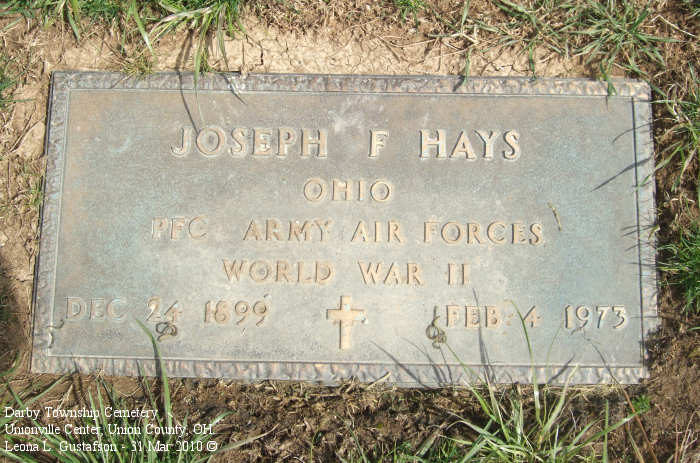 JOSEPH F HAYS
OHIO
PFC ARMY AIR FORCES
WORLD WAR II
DEC 24 1899 FEB 4 1973
Darby Township Cemetery
Unionville Center, Union County, OH.
Leona L. Gustafson - 31 Mar 2010 ©